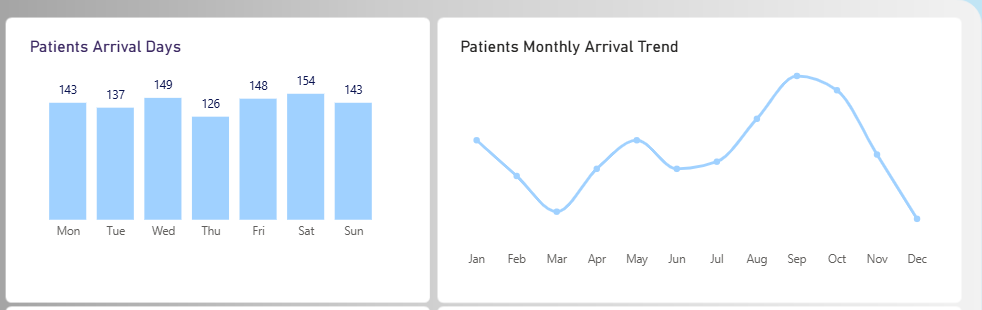 Patients Arrival Days
143
137
149
126
148
154
143
Mon Tue Wed Thu Fri Sat Sun
Patients Monthly Arrival Trend
Jan Feb Mar Apr May Jun Jul Aug Sep Oct Nov Dec